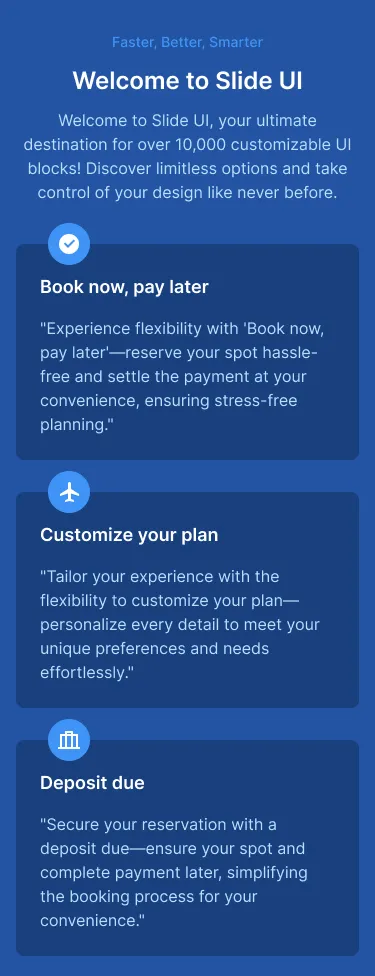 Faster, Better, Smarter
Welcome to Slide UI
Welcome to Slide UI, your ultimate
destination for over 10,000 customizable UI
blocks! Discover limitless options and take
control of your design like never before.
Book now, pay later
"Experience flexibility with 'Book now,
pay later'—reserve your spot hassle-
free and settle the payment at your
convenience, ensuring stress-free
planning."
Customize your plan
"Tailor your experience with the
flexibility to customize your plan—
personalize every detail to meet your
unique preferences and needs
effortlessly."
Deposit due
"Secure your reservation with a
deposit due—ensure your spot and
complete payment later, simplifying
the booking process for your
convenience."